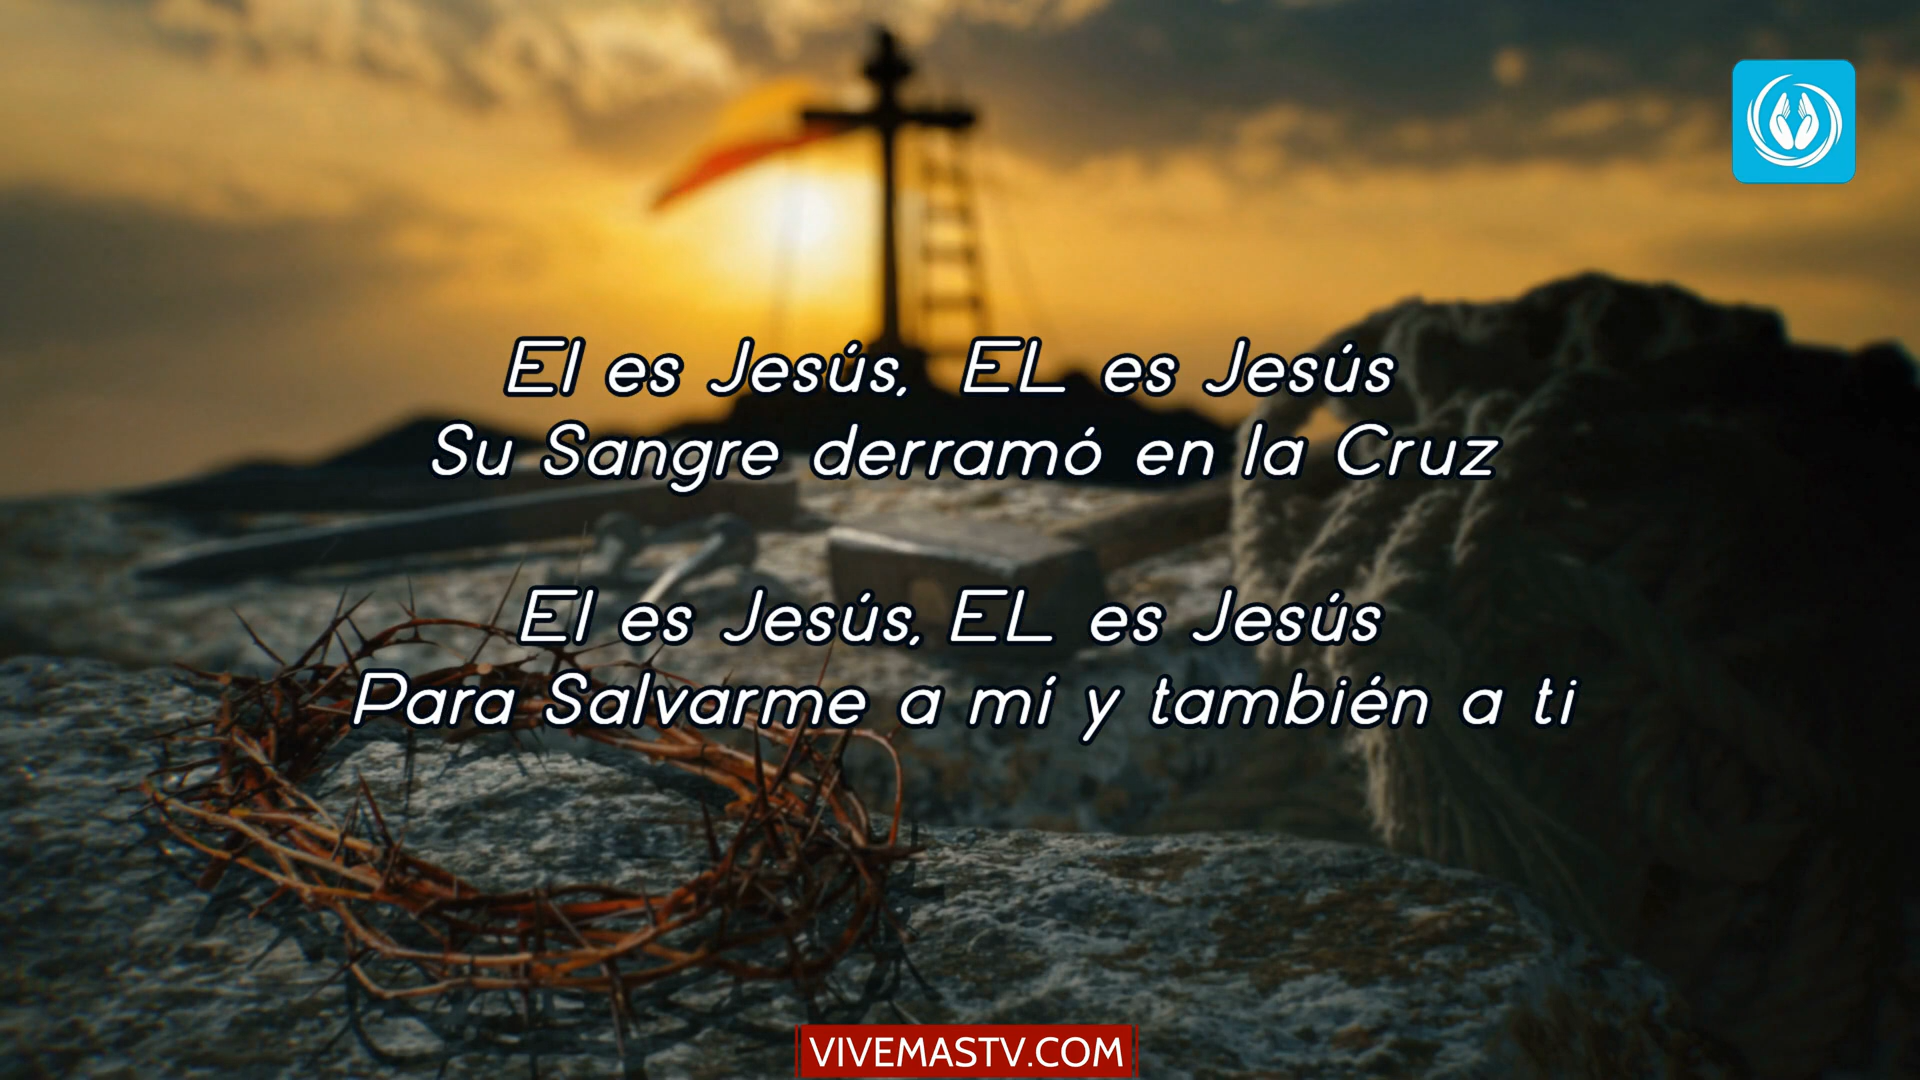 El es Jesús, EL es Jesús
Su Sangre derramó en la Cruz
El es Jesús, EL es Jesús
Para Salvarme a mí y también a ti
VIVEMASTV.COM